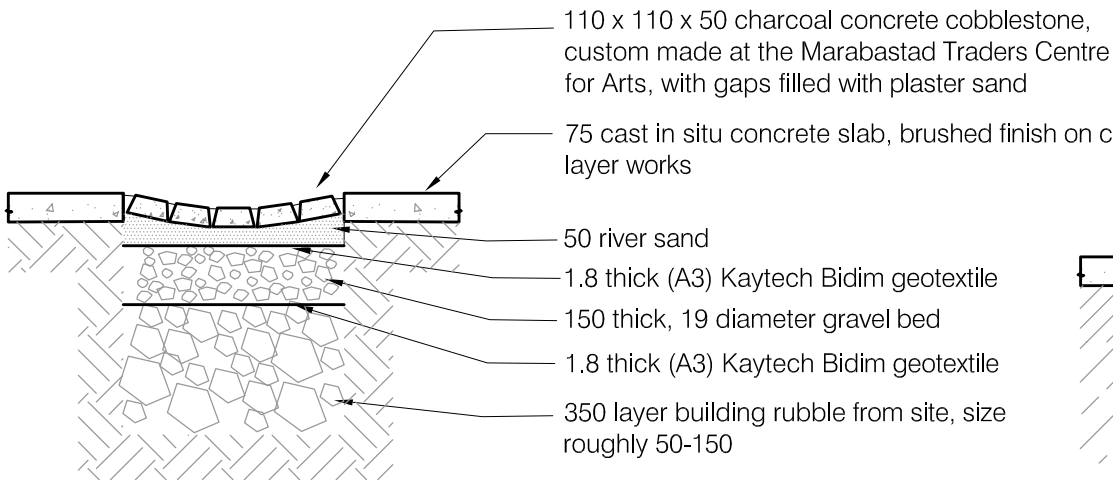 110 x 110 x 50 charcoal concrete cobblestone,
custom made at the Marabastad Traders Centre
for Arts, with gaps filled with plaster sand
75 cast in situ concrete slab, brushed finish on
layer works
50 river sand
1.8 thick (A3) Kaytech Bidim geotextile
150 thick, 19 diameter gravel bed
1.8 thick (A3) Kaytech Bidim geotextile
350 layer building rubble from site, size
roughly 50-150